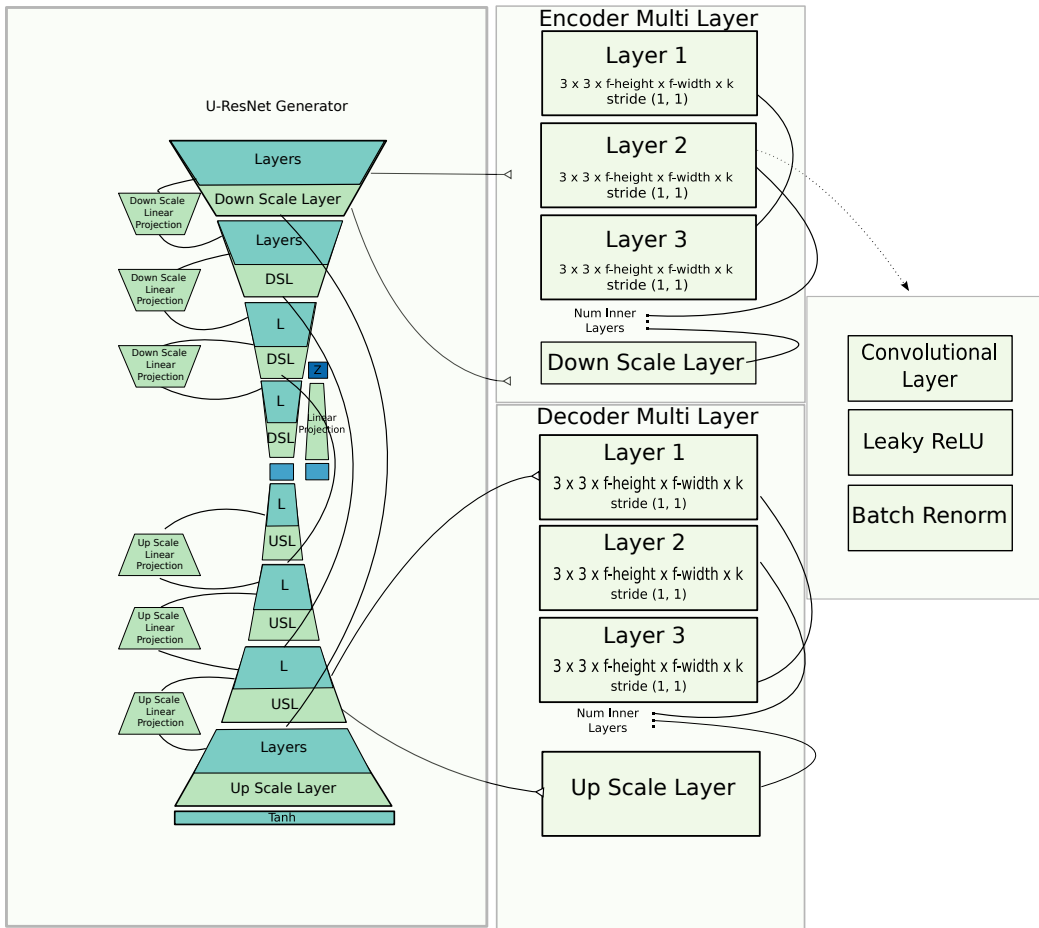 U-ResNet Generator
Layers
Down Scale Layer
Down Scale
Linear
Projection
Layers
DSL
Down Scale
Linear
Projection
L
DSL
Down Scale
Linear
Projection
Z
L
DSL
Linear
Projection
L
USL
Up Scale
Linear
Projection
L
USL
Up Scale
Linear
Projection
L
USL
Up Scale
Linear
Projection
Layers
Up Scale Layer
Tanh
Encoder Multi Layer
Layer 1
3 x 3 x f-height x f-width x k
stride (1, 1)
Layer 2
3 x 3 x f-height x f-width x k
stride (1, 1)
Layer 3
3 x 3 x f-height x f-width x k
stride (1, 1)
Num Inner
Layers
Down Scale Layer
Decoder Multi Layer
Layer 1
3 x 3 x f-height x f-width x k
stride (1, 1)
Layer 2
3 x 3 x f-height x f-width x k
stride (1, 1)
Layer 3
3 x 3 x f-height x f-width x k
stride (1, 1)
Num Inner
Layers
Up Scale Layer
Convolutional
Layer
Leaky ReLU
Batch Renorm